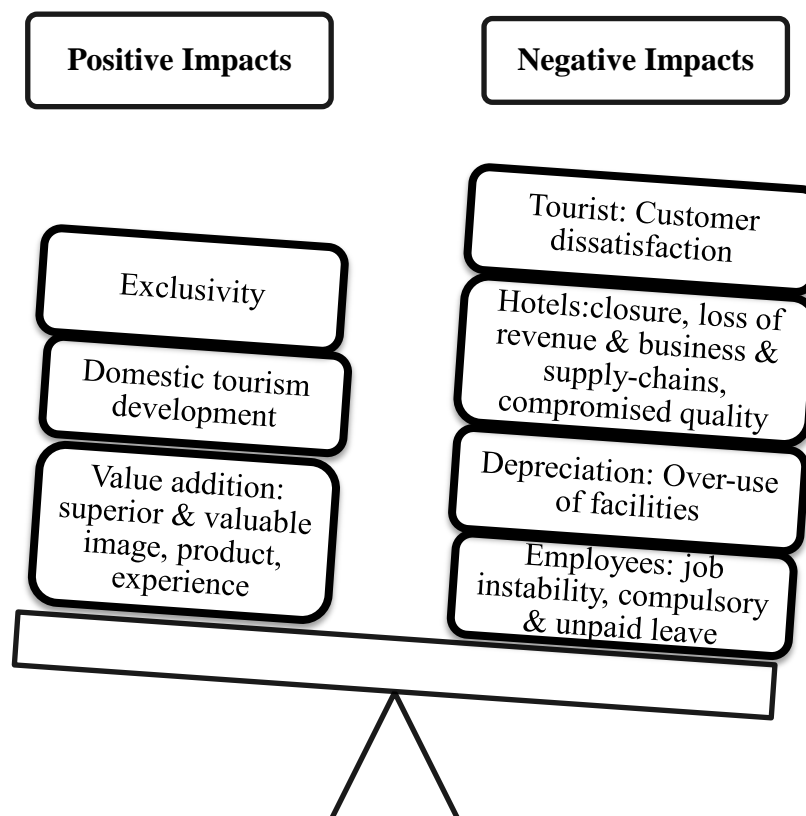 Positive Impacts
Negative Impacts
Exclusivity
Domestic tourism
development
Value addition:
superior & valuable
image, product,
experience
Tourist: Customer
dissatisfaction
Hotels:closure, loss of
revenue & business &
supply-chains,
compromised quality
Depreciation: Over-use
of facilities
Employees: job
instability, compulsory
& unpaid leave